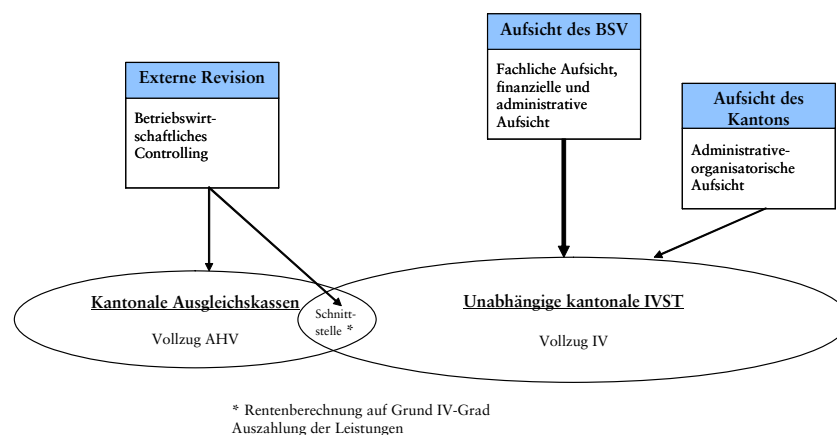 Aufsicht des BSV
Fachliche Aufsicht,
finanzielle und
administrative
Aufsicht
Externe Revision
Betriebswirt-
schaftliches
Controlling
Aufsicht des
Kantons
Administrative-
organisatorische
Aufsicht
Kantonale Ausgleichskassen
Vollzug AHV
Schnitt-
stelle *
Unabhängige kantonale IVST
Vollzug IV
* Rentenberechnung auf Grund IV-Grad
Auszahlung der Leistungen